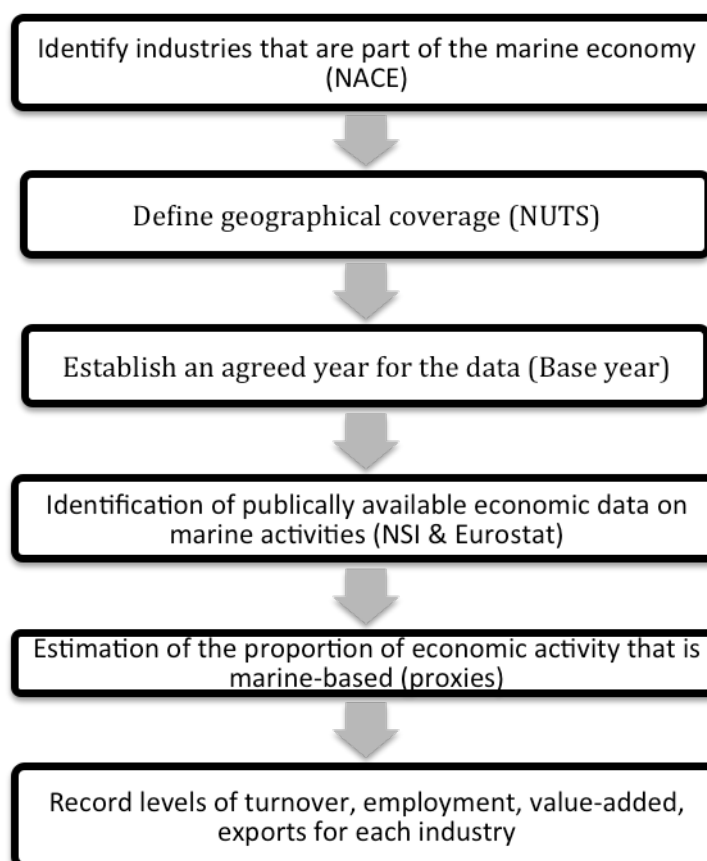 Identify industries that are part of the marine economy
(NACE)
Define geographical coverage (NUTS)
Establish an agreed year for the data (Base year)
Identification of publically available economic data on
marine activities (NSI & Eurostat)
Estimation of the proportion of economic activity that is
marine-based (proxies)
Record levels of turnover, employment, value-added,
exports for each industry